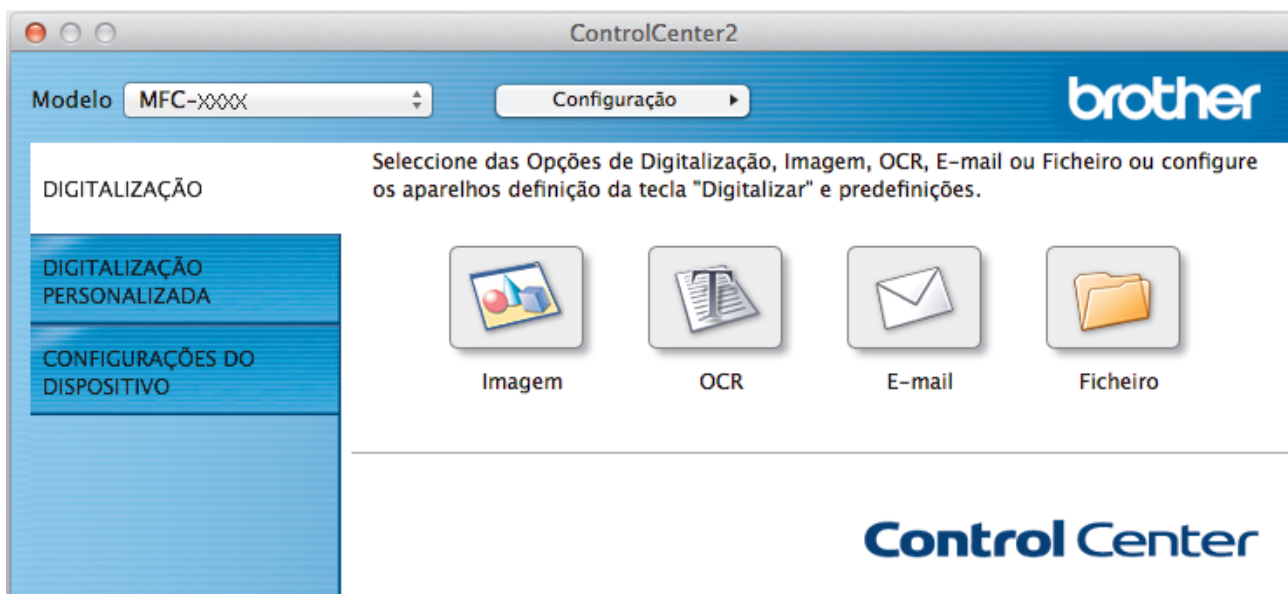 ControlCenter2
Modelo MFC-XXXX Configuração brother
DIGITALIZAÇÃO
DIGITALIZAÇÃO
PERSONALIZADA
CONFIGURAÇÕES DO
DISPOSITIVO
Seleccione das Opções de Digitalização, Imagem, OCR, E-mail ou Ficheiro ou configure
os aparelhos definição da tecla "Digitalizar" e predefinições.
Imagem OCR E-mail Ficheiro
Control Center